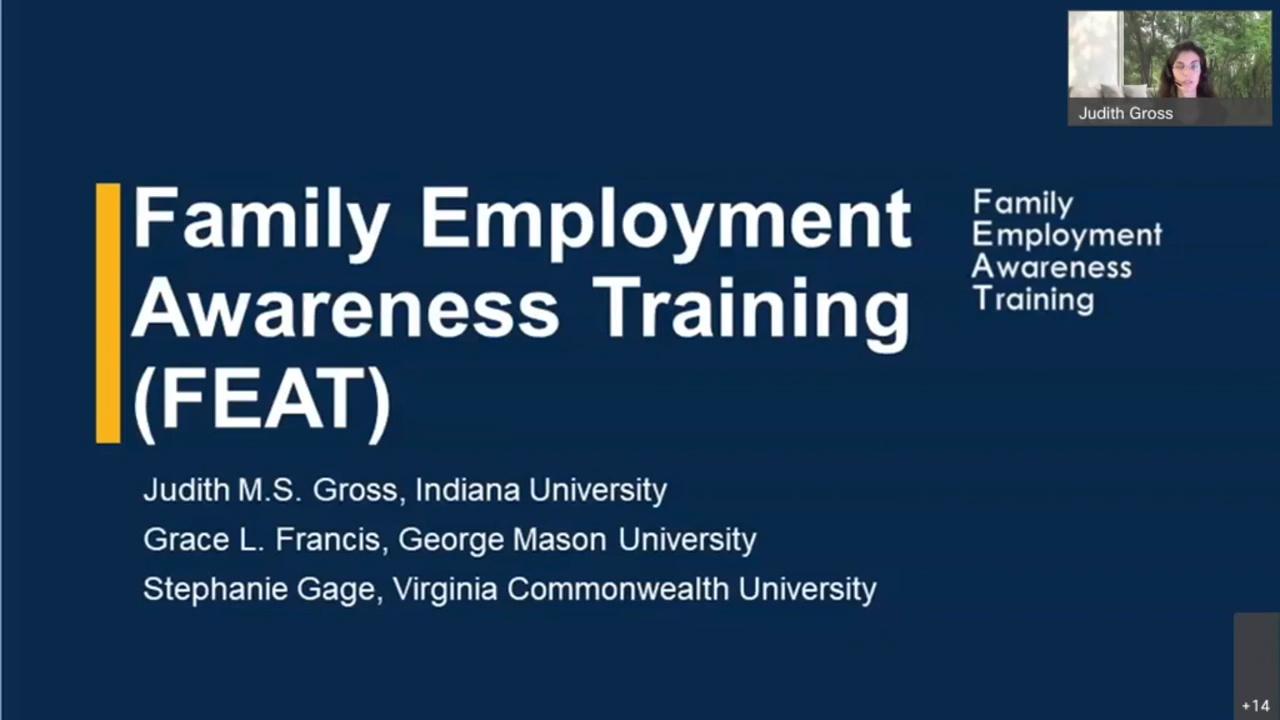 Judith Gross
Family Employment
Awareness Training
(FEAT)
Family
Employment
Awareness
Training
Judith M.S. Gross, Indiana University
Grace L. Francis, George Mason University
Stephanie Gage, Virginia Commonwealth University
+14